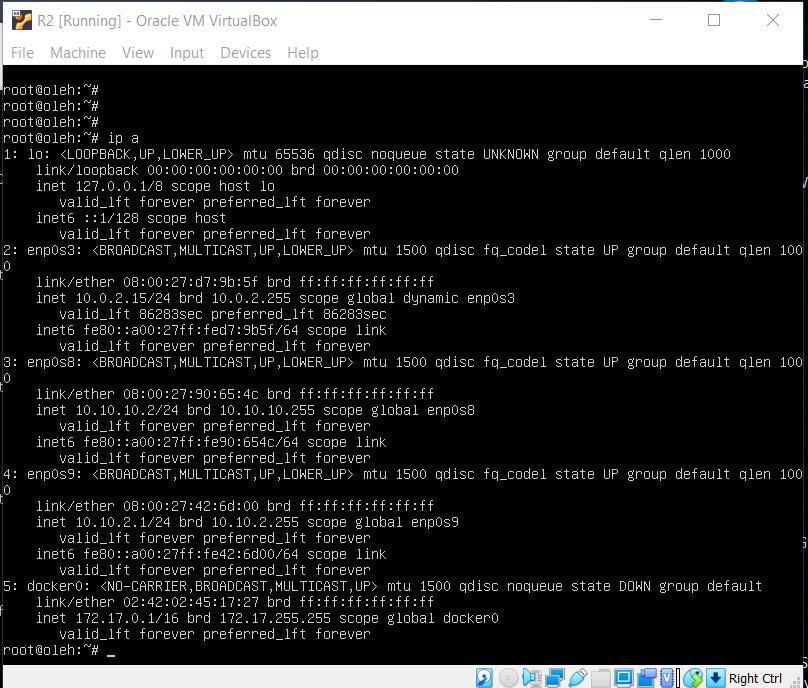 R2 [Running] - Oracle VM VirtualBox
File Machine View Input Devices Help
root@oleh:~#
root@oleh:~#
root@oleh:~#
root@oleh:~# ip a
1: lo: <LOOPBACK,UP,LOWER_UP> mtu 65536 qdisc noqueue state UNKNOWN group default qlen 1000
link/loopback 00:00:00:00:00:00 brd 00:00:00:00:00:00
inet 127.0.0.1/8 scope host lo
valid_lft forever preferred_lft forever
inet6 ::1/128 scope host
valid_lft forever preferred_lft forever
2: enp0s3: <BROADCAST,MULTICAST,UP,LOWER_UP> mtu 1500 qdisc fq_codel state UP group default qlen 100
0
link/ether 08:00:27:d7:9b:5f brd ff:ff:ff:ff:ff:ff
inet 10.0.2.15/24 brd 10.0.2.255 scope global dynamic enp0s3
valid_lft 86283sec preferred_lft 86283sec
inet6 fe80::a00:27ff:fed7:9b5f/64 scope link
valid_lft forever preferred_lft forever
3: enp0s8: <BROADCAST,MULTICAST,UP,LOWER_UP> mtu 1500 qdisc fq_codel state UP group default qlen 100
0
link/ether 08:00:27:90:65:4c brd ff:ff:ff:ff:ff:ff
inet 10.10.10.2/24 brd 10.10.10.255 scope global enp0s8
valid_lft forever preferred_lft forever
inet6 fe80::a00:27ff:fe90:654c/64 scope link
valid_lft forever preferred_lft forever
4: enp0s9: <BROADCAST,MULTICAST,UP,LOWER_UP> mtu 1500 qdisc fq_codel state UP group default qlen 100
0
link/ether 08:00:27:42:6d:00 brd ff:ff:ff:ff:ff:ff
inet 10.10.2.1/24 brd 10.10.2.255 scope global enp0s9
valid_lft forever preferred_lft forever
inet6 fe80::a00:27ff:fe42:6d00/64 scope link
valid_lft forever preferred_lft forever
5: docker0: <NO-CARRIER,BROADCAST,MULTICAST,UP> mtu 1500 qdisc noqueue state DOWN group default
link/ether 02:42:02:45:17:27 brd ff:ff:ff:ff:ff:ff
inet 172.17.0.1/16 brd 172.17.255.255 scope global docker0
valid_lft forever preferred_lft forever
root@oleh:~# _
Right Ctrl